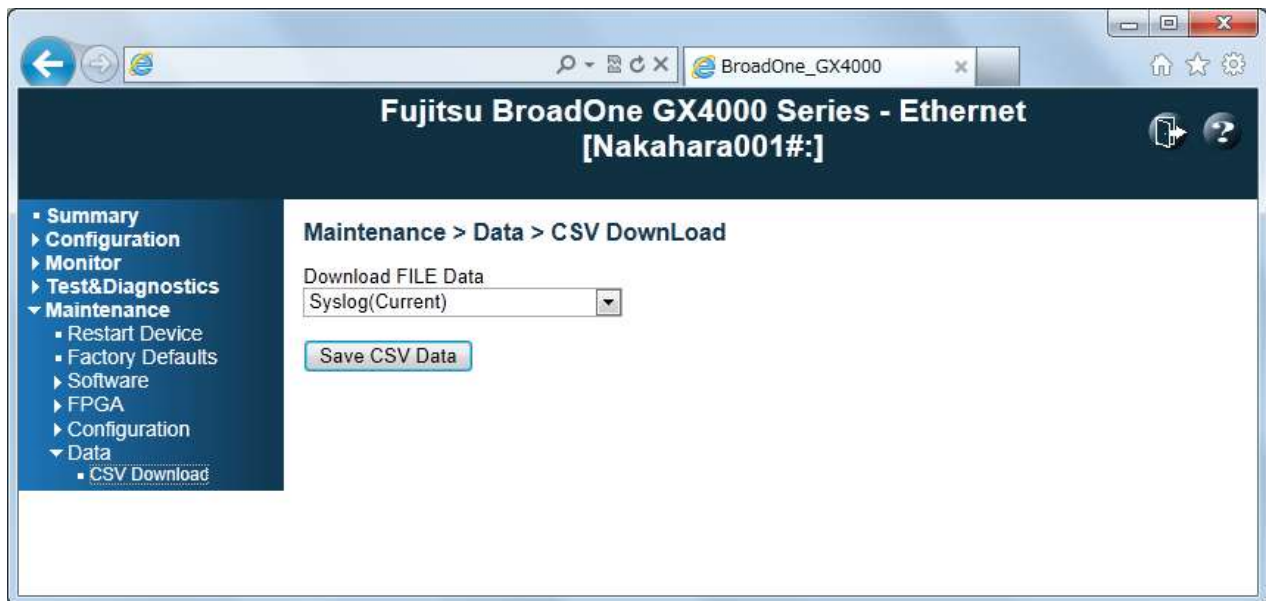 BroadOne_GX4000
Fujitsu BroadOne GX4000 Series - Ethernet
[Nakahara001#:]
Summary
Configuration
Monitor
Test&Diagnostics
Maintenance
Restart Device
Factory Defaults
Software
FPGA
Configuration
Data
CSV Download
Maintenance > Data > CSV DownLoad
Download FILE Data
Syslog(Current)
Save CSV Data